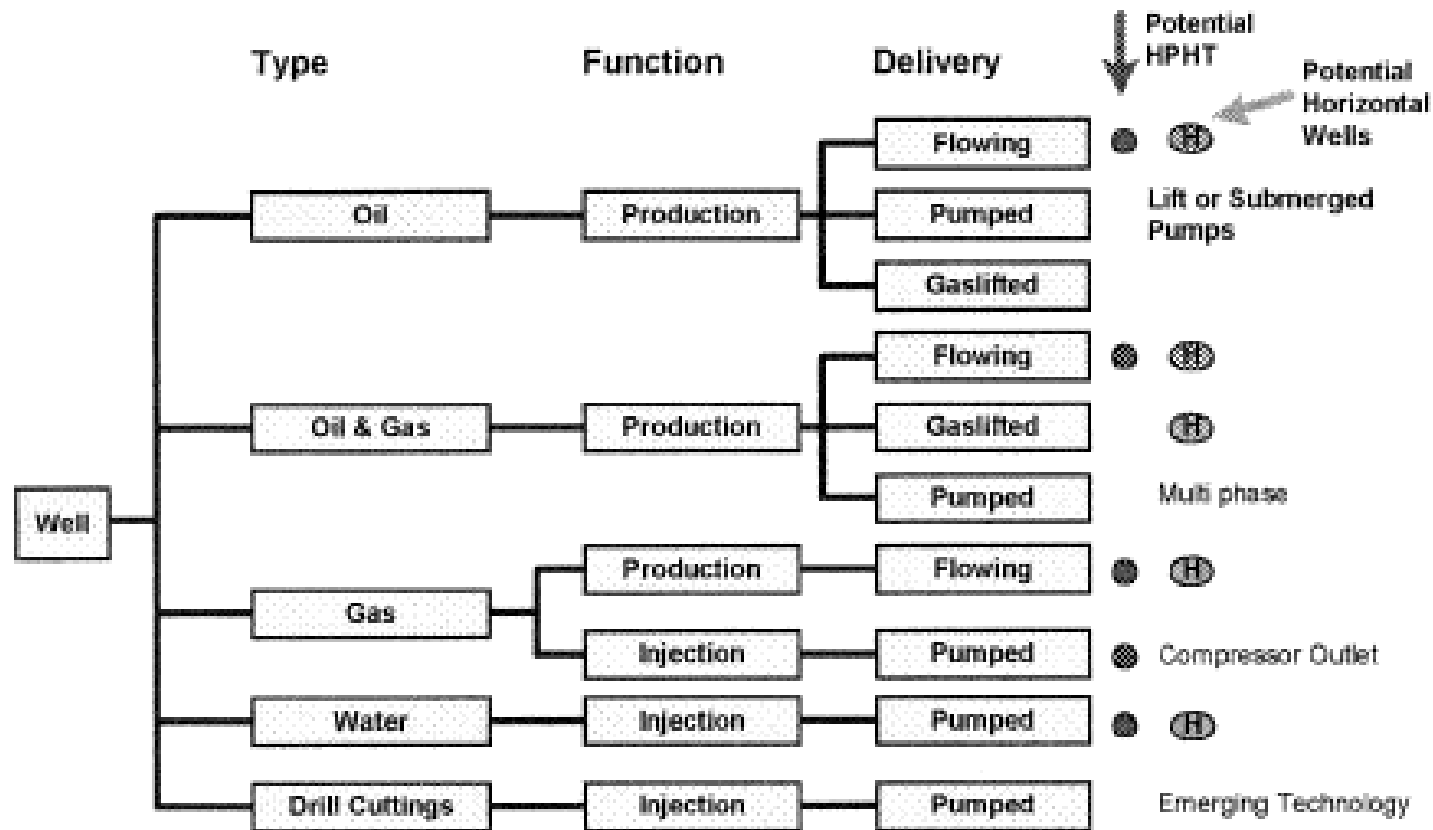 Potential
HPHT
Type Function Delivery
Potential
Horizontal
Wells
Flowing H
Oil Production Pumped Lift or Submerged
Pumps
Gaslifted
Flowing H
Oil & Gas Production Gaslifted H
Pumped Multi phase
Well
Production Flowing H
Gas
Injection Pumped Compressor Outlet
Water Injection Pumped H
Drill Cuttings Injection Pumped Emerging Technology